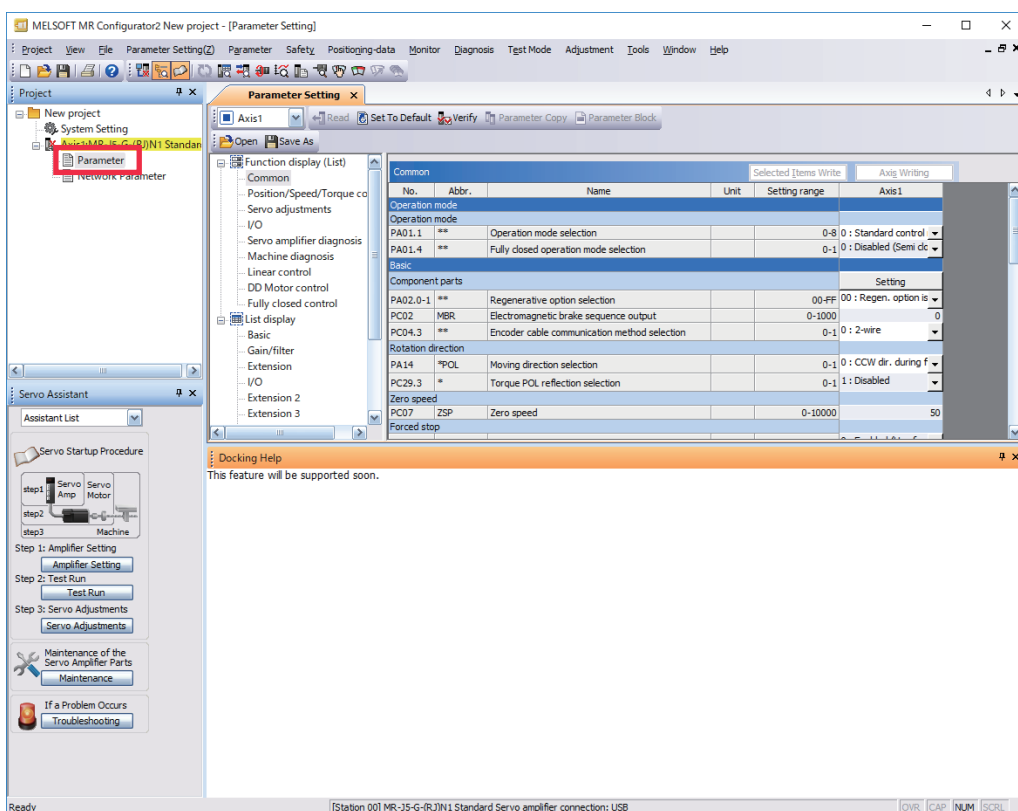 MELSOFT MR Configurator2 New project - [Parameter Setting]
Project View File Parameter Setting(Z) Parameter Safety Positioning-data Monitor Diagnosis Test Mode Adjustment Tools Window Help
Project
New project
System Setting
Axis1:MR-J5-G-(RJ)N1 Standar
Parameter
Network Parameter
Servo Assistant
Assistant List
Servo Startup Procedure
step1
Servo Amp
Servo Motor
step2
step3
Machine
Step 1: Amplifier Setting
Amplifier Setting
Step 2: Test Run
Test Run
Step 3: Servo Adjustments
Servo Adjustments
Maintenance of the
Servo Amplifier Parts
Maintenance
If a Problem Occurs
Troubleshooting
Parameter Setting
Axis1 Read Set To Default Verify Parameter Copy Parameter Block
Open Save As
Function display (List)
Common
Position/Speed/Torque co
Servo adjustments
I/O
Servo amplifier diagnosis
Machine diagnosis
Linear control
DD Motor control
Fully closed control
List display
Basic
Gain/filter
Extension
I/O
Extension 2
Extension 3
Common Selected Items Write Axis Writing
No. Abbr. Name Unit Setting range Axis1
Operation mode
Operation mode
PA01.1 ** Operation mode selection 0-8 0 : Standard control
PA01.4 ** Fully closed operation mode selection 0-1 0 : Disabled (Semi clc
Basic
Component parts Setting
PA02.0-1 ** Regenerative option selection 00-FF 00 : Regen. option is
PC02 MBR Electromagnetic brake sequence output 0-1000 0
PC04.3 ** Encoder cable communication method selection 0-1 0 : 2-wire
Rotation direction
PA14 *POL Moving direction selection 0-1 0 : CCW dir. during f
PC29.3 * Torque POL reflection selection 0-1 1 : Disabled
Zero speed
PC07 ZSP Zero speed 0-10000 50
Forced stop
Docking Help
This feature will be supported soon.
Ready [Station 00] MR-J5-G-(RJ)N1 Standard Servo amplifier connection: USB OVR CAP NUM SCRL